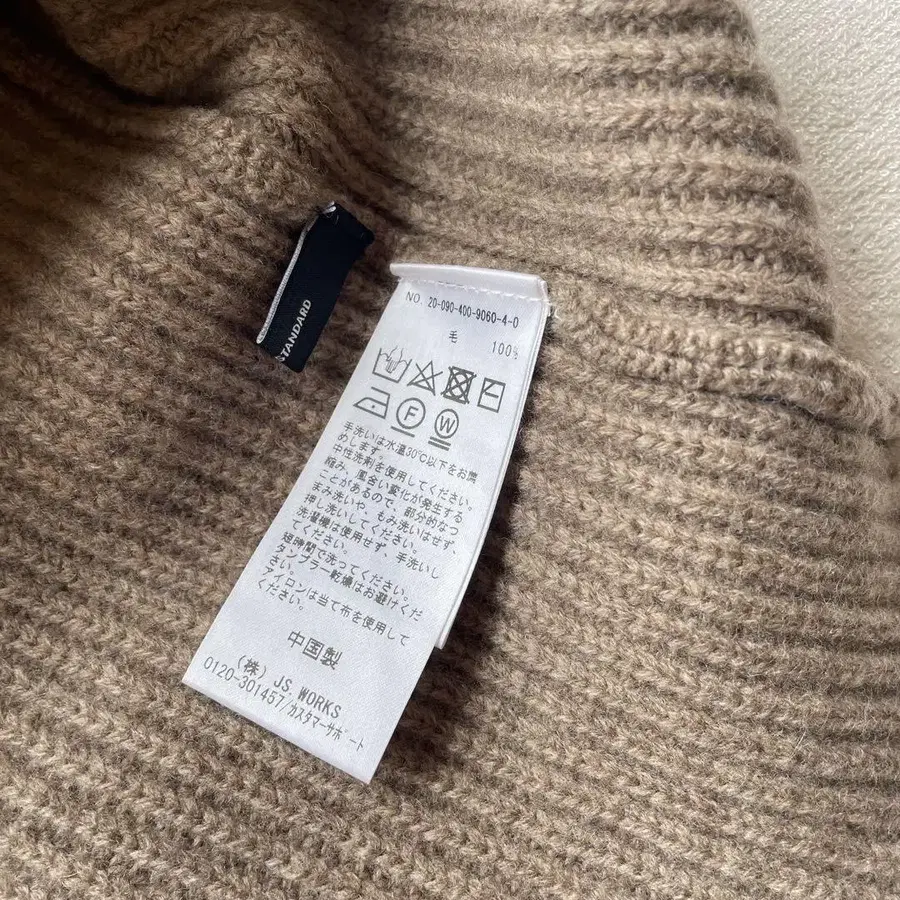 STANDARD
NO. 20-090-400-9060-4-0
毛 100%
手洗いは水温30℃以下をお薦
めします。
中性洗剤を使用してください。
縮み、風合い変化が発生する
ことがあるので、部分的なつ
まみ洗いや、もみ洗いはせず、
押し洗いしてください。
洗濯機は使用せず、手洗いし
てください。
短時間で洗ってください。
タンブラー乾燥はお避けくだ
さい。
アイロンは当て布を使用して
ください。
中国製
(株) JS. WORKS
0120-301457/カスタマーサポート